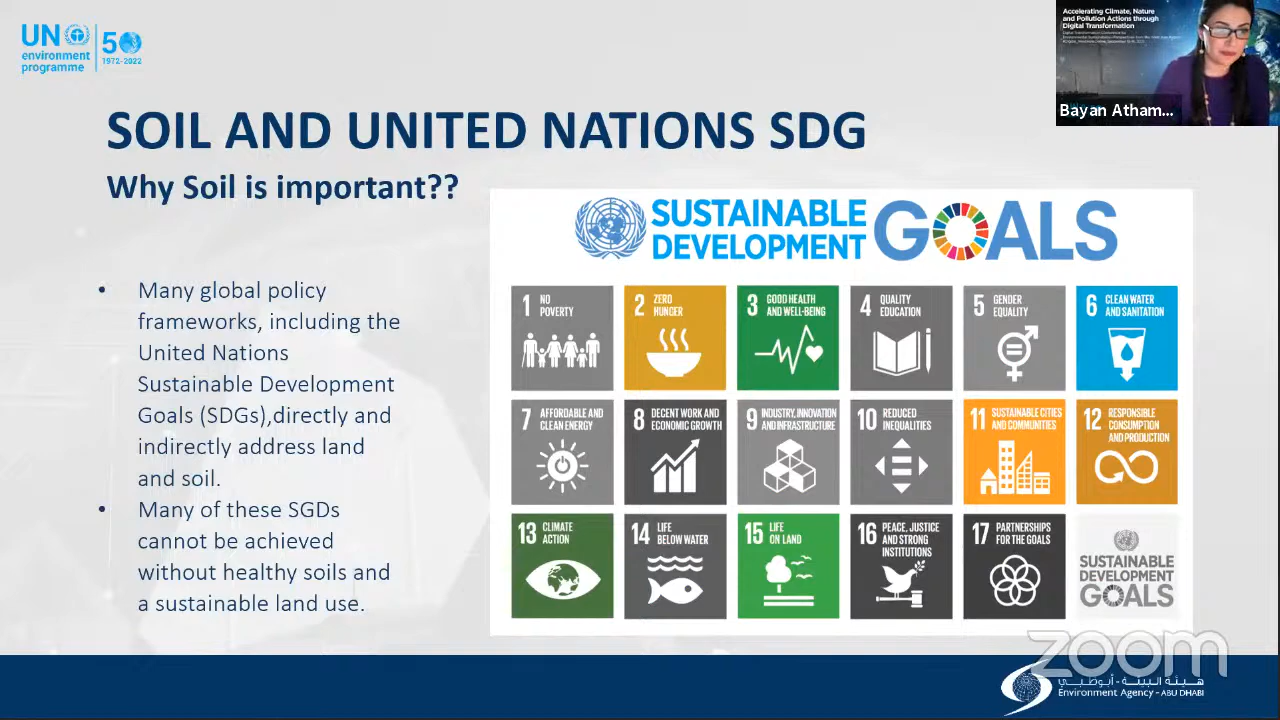 UN
environment
programme
50
1972-2022
Accelerating Climate, Nature
and Pollution Actions through
Digital Transformation
Bayan Atham...
SOIL AND UNITED NATIONS SDG
Why Soil is important??
• Many global policy
frameworks, including the
United Nations
Sustainable Development
Goals (SDGs),directly and
indirectly address land
and soil.
• Many of these SGDs
cannot be achieved
without healthy soils and
a sustainable land use.
SUSTAINABLE
DEVELOPMENT
GOALS
1 NO
POVERTY
2 ZERO
HUNGER
3 GOOD HEALTH
AND WELL-BEING
4 QUALITY
EDUCATION
5 GENDER
EQUALITY
6 CLEAN WATER
AND SANITATION
7 AFFORDABLE AND
CLEAN ENERGY
8 DECENT WORK AND
ECONOMIC GROWTH
9 INDUSTRY, INNOVATION
AND INFRASTRUCTURE
10 REDUCED
INEQUALITIES
11 SUSTAINABLE CITIES
AND COMMUNITIES
12 RESPONSIBLE
CONSUMPTION
AND PRODUCTION
13 CLIMATE
ACTION
14 LIFE
BELOW WATER
15 LIFE
ON LAND
16 PEACE, JUSTICE
AND STRONG
INSTITUTIONS
17 PARTNERSHIPS
FOR THE GOALS
SUSTAINABLE
DEVELOPMENT
GOALS
zoom
هيئة البيئة - أبوظبي
Environment Agency - ABU DHABI